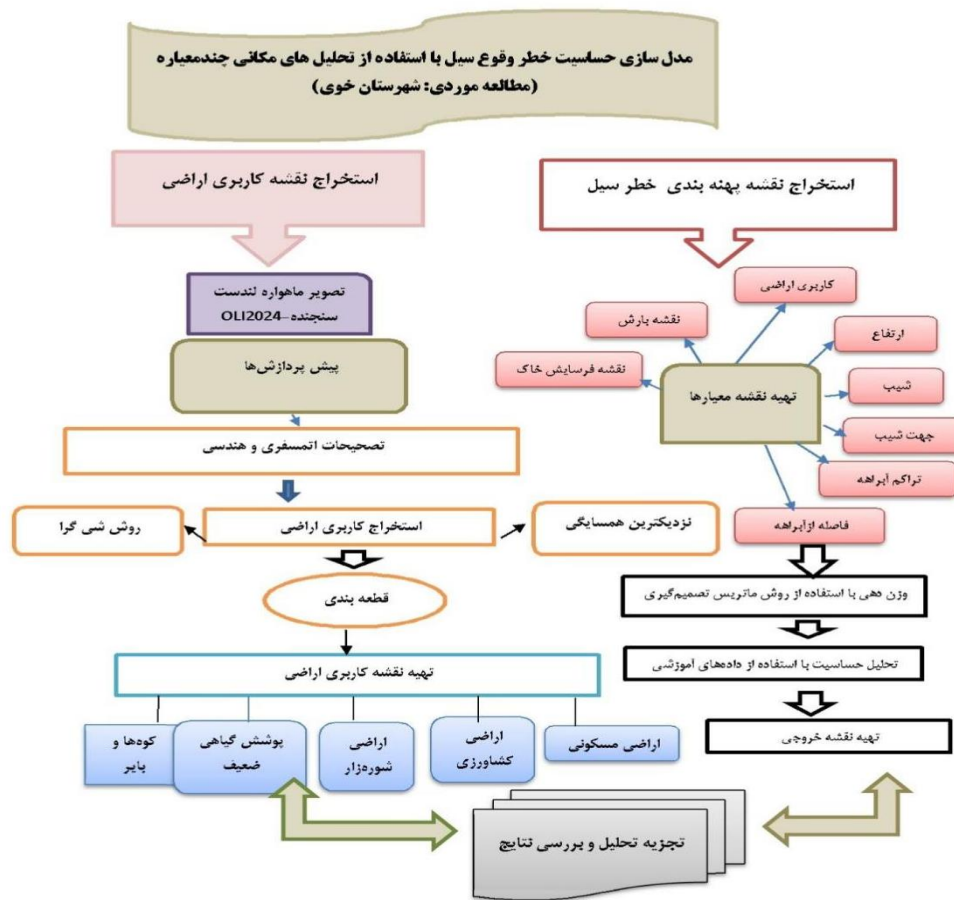 مدل سازی حساسیت خطر وقوع سیل با استفاده از تحلیل های مکانی چندمعیاره
(مطالعه موردی: شهرستان خوی)
استخراج نقشه پهنه بندی خطر سیل
کاربری اراضی
نقشه بارش
ارتفاع
نقشه فرسایش خاک
شیب
تهیه نقشه معیارها
جهت شیب
تراکم آبراهه
فاصله ازآبراهه
وزن دهی با استفاده از روش ماتریس تصمیم‌گیری
تحلیل حساسیت با استفاده از داده‌های آموزشی
تهیه نقشه خروجی
استخراج نقشه کاربری اراضی
تصویر ماهواره لندست
سنجنده–OLI2024
پیش پردازش‌ها
تصحیحات اتمسفری و هندسی
نزدیکترین همسایگی
استخراج کاربری اراضی
روش شی گرا
قطعه بندی
تهیه نقشه کاربری اراضی
اراضی مسکونی
اراضی
کشاورزی
اراضی
شوره‌زار
پوشش گیاهی
ضعیف
کوه‌ها و
بایر
تجزیه تحلیل و بررسی نتایج